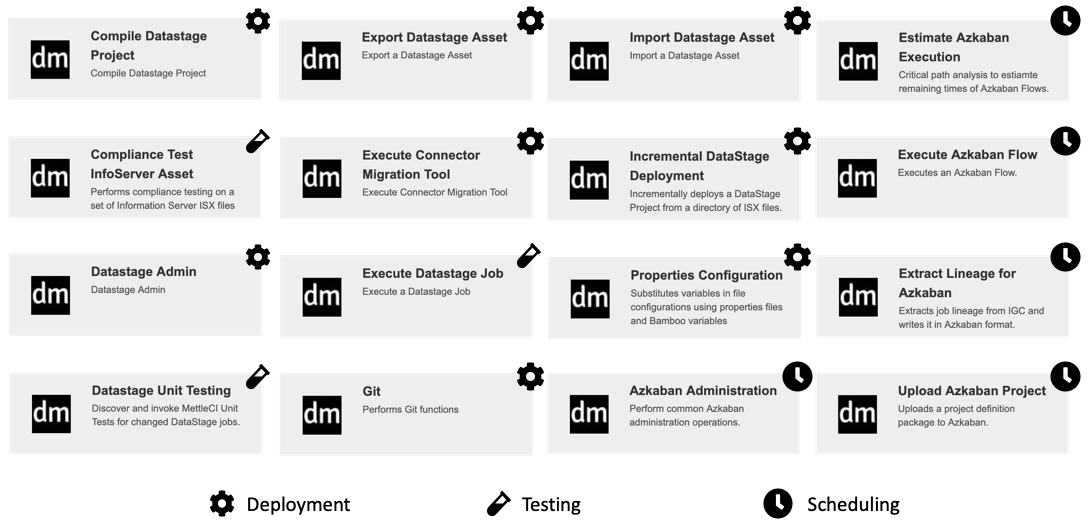 dm
Compile Datastage
Project
Compile Datastage Project
dm
Export Datastage Asset
Export a Datastage Asset
dm
Import Datastage Asset
Import a Datastage Asset
dm
Estimate Azkaban
Execution
Critical path analysis to estiamte
remaining times of Azkaban Flows.
dm
Compliance Test
InfoServer Asset
Performs compliance testing on a
set of Information Server ISX files
dm
Execute Connector
Migration Tool
Execute Connector Migration Tool
dm
Incremental DataStage
Deployment
Incrementally deploys a DataStage
Project from a directory of ISX files.
dm
Execute Azkaban Flow
Executes an Azkaban Flow.
dm
Datastage Admin
Datastage Admin
dm
Execute Datastage Job
Execute a Datastage Job
dm
Properties Configuration
Substitutes variables in file
configurations using properties files
and Bamboo variables
dm
Extract Lineage for
Azkaban
Extracts job lineage from IGC and
writes it in Azkaban format.
dm
Datastage Unit Testing
Discover and invoke MettleCI Unit
Tests for changed DataStage jobs.
dm
Git
Performs Git functions
dm
Azkaban Administration
Perform common Azkaban
administration operations.
dm
Upload Azkaban Project
Uploads a project definition
package to Azkaban.
Deployment
Testing
Scheduling